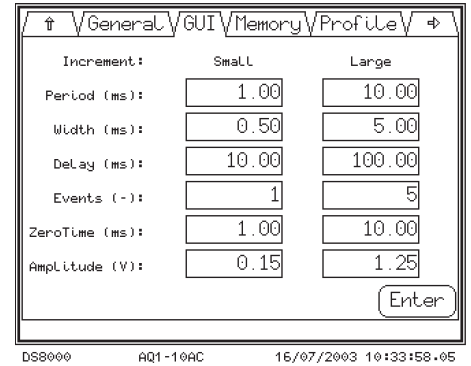 ⇧ General GUI Memory Profile ➩
Increment: Small Large
Period (ms): 1.00 10.00
Width (ms): 0.50 5.00
Delay (ms): 10.00 100.00
Events (-): 1 5
ZeroTime (ms): 1.00 10.00
Amplitude (V): 0.15 1.25
Enter
DS8000 AQ1-10AC 16/07/2003 10:33:58.05